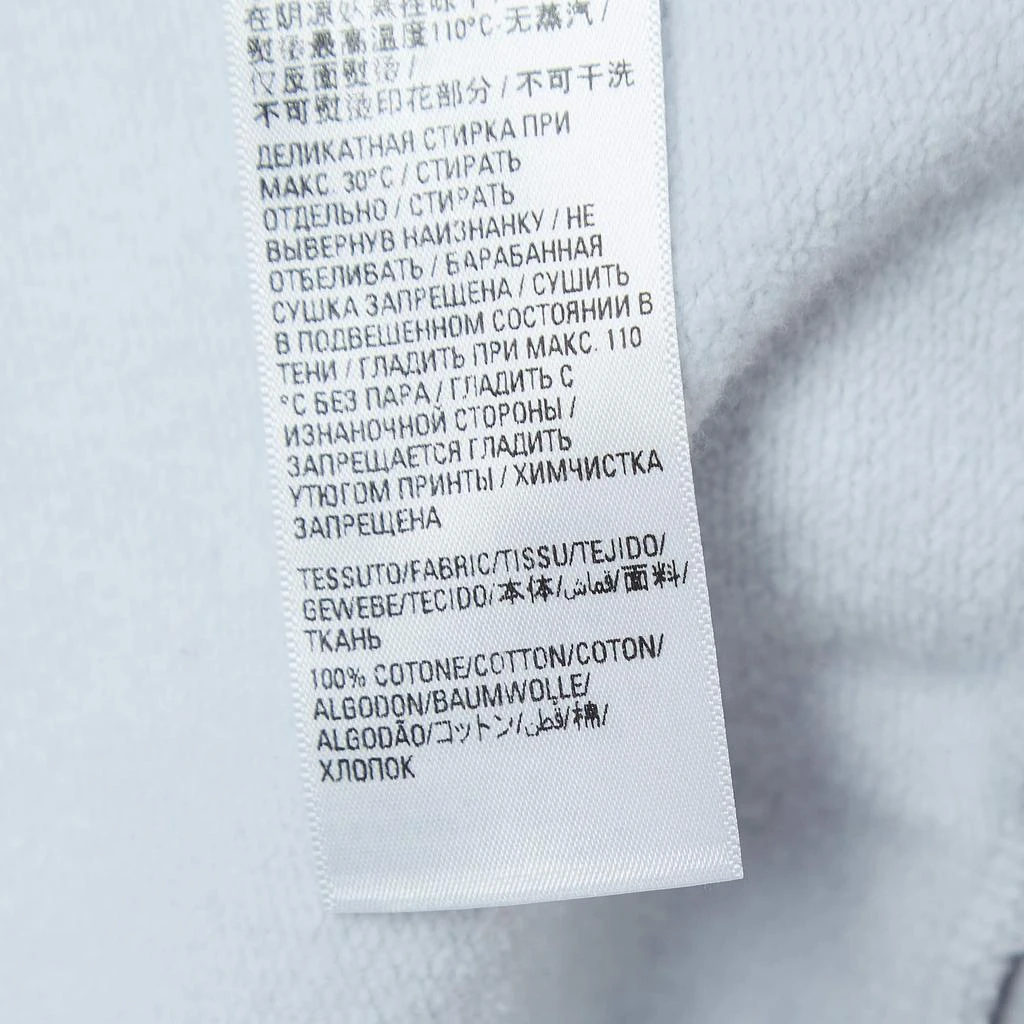 在阴凉处悬挂晾干/
熨烫最高温度110°C 无蒸汽/
仅反面熨烫/
不可熨烫印花部分/不可干洗
ДЕЛИКАТНАЯ СТИРКА ПРИ
МАКС. 30°C / СТИРАТЬ
ОТДЕЛЬНО / СТИРАТЬ
ВЫВЕРНУВ НАИЗНАНКУ / НЕ
ОТБЕЛИВАТЬ / БАРАБАННАЯ
СУШКА ЗАПРЕЩЕНА / СУШИТЬ
В ПОДВЕШЕННОМ СОСТОЯНИИ В
ТЕНИ / ГЛАДИТЬ ПРИ МАКС. 110
°C БЕЗ ПАРА / ГЛАДИТЬ С
ИЗНАНОЧНОЙ СТОРОНЫ /
ЗАПРЕЩАЕТСЯ ГЛАДИТЬ
УТЮГОМ ПРИНТЫ / ХИМЧИСТКА
ЗАПРЕЩЕНА
TESSUTO/FABRIC/TISSU/TEJIDO/
GEWEBE/TECIDO/本体/قماش/面料/
ТКАНЬ
100% COTONE/COTTON/COTON/
ALGODON/BAUMWOLLE/
ALGODÃO/コットン/قطن/棉/
ХЛОПОК